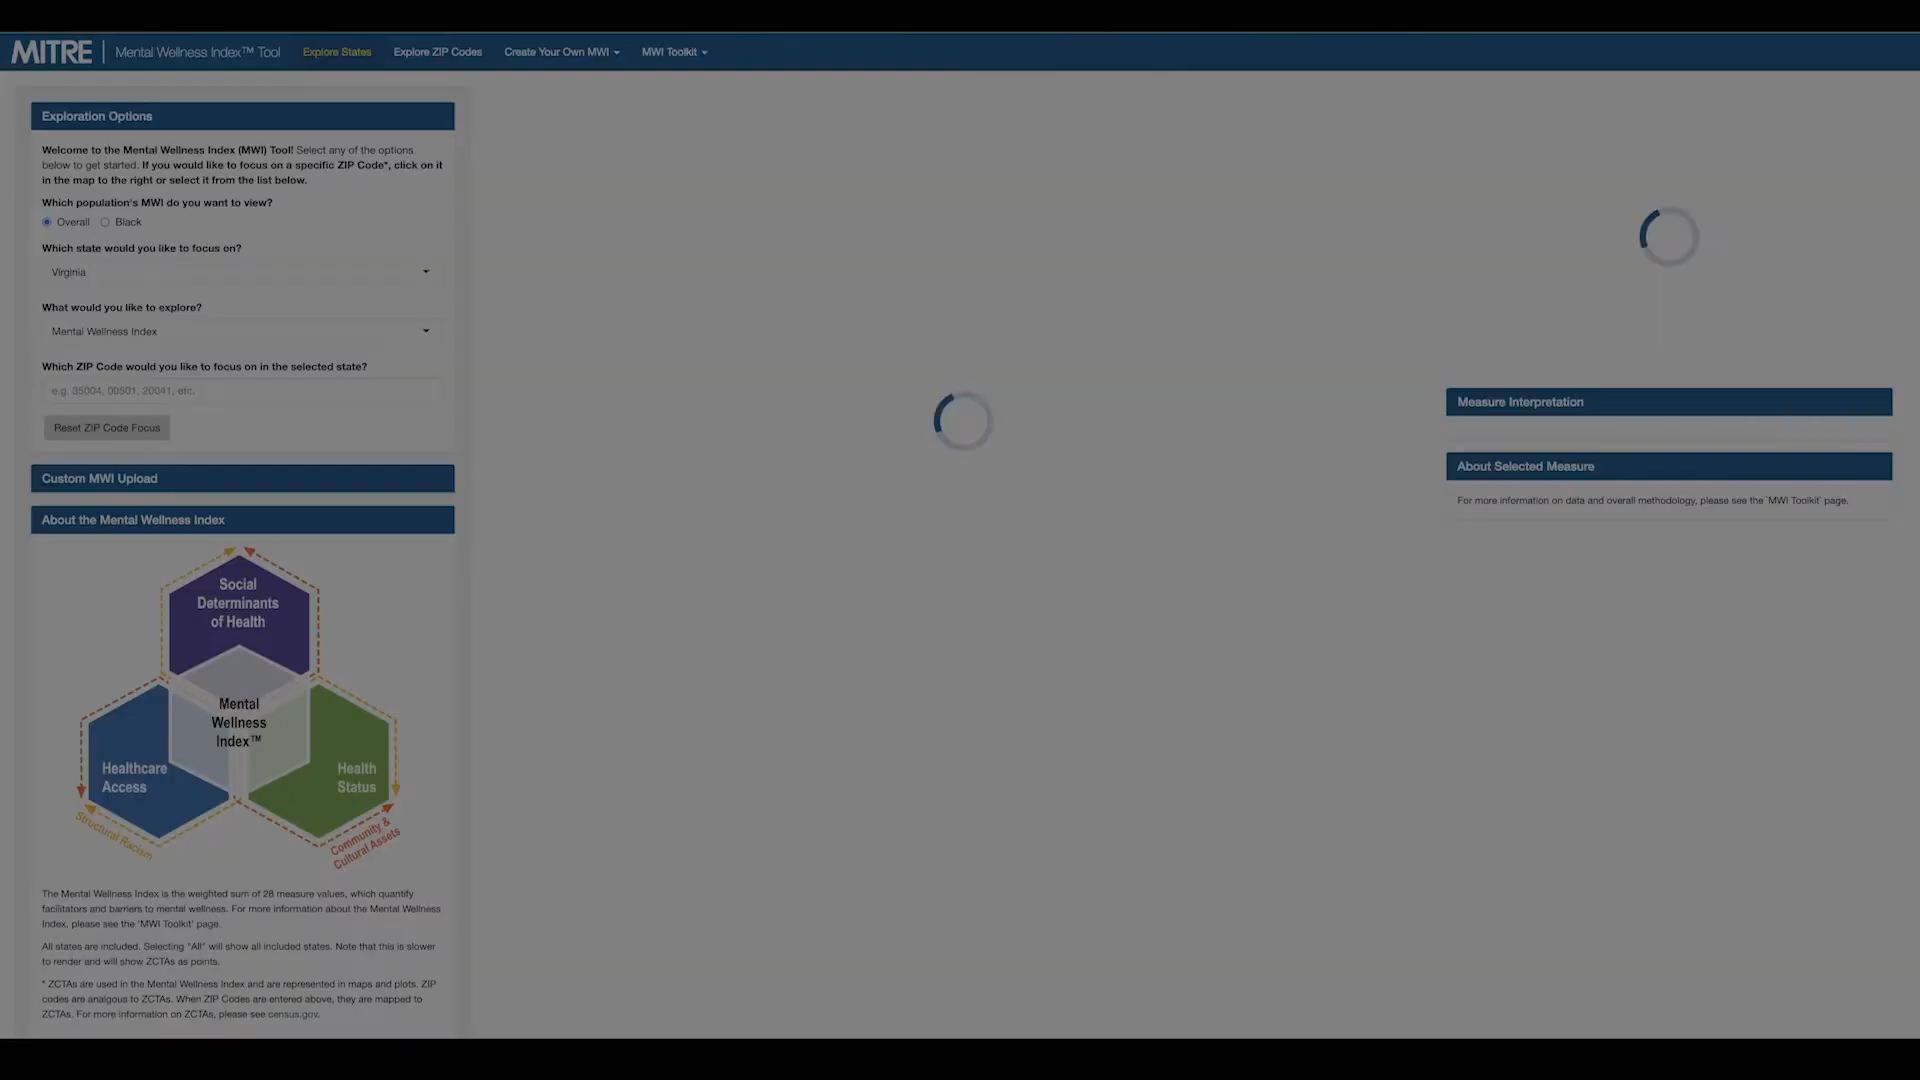 MITRE | Mental Wellness Index™ Tool
Explore States
Explore ZIP Codes
Create Your Own MWI
MWI Toolkit
Exploration Options
Welcome to the Mental Wellness Index (MWI) Tool! Select any of the options
below to get started. If you would like to focus on a specific ZIP Code*, click on it
in the map to the right or select it from the list below.
Which population's MWI do you want to view?
Overall Black
Which state would you like to focus on?
Virginia
What would you like to explore?
Mental Wellness Index
Which ZIP Code would you like to focus on in the selected state?
e.g. 35004, 00501, 20041, etc.
Reset ZIP Code Focus
Custom MWI Upload
About the Mental Wellness Index
Social
Determinants
of Health
Mental
Wellness
Index™
Healthcare
Access
Health
Status
Structural Racism
Community &
Cultural Assets
The Mental Wellness Index is the weighted sum of 28 measure values, which quantify
facilitators and barriers to mental wellness. For more information about the Mental Wellness
Index, please see the 'MWI Toolkit' page.
All states are included. Selecting "All" will show all included states. Note that this is slower
to render and will show ZCTAs as points.
* ZCTAs are used in the Mental Wellness Index and are represented in maps and plots. ZIP
codes are analgous to ZCTAs. When ZIP Codes are entered above, they are mapped to
ZCTAs. For more information on ZCTAs, please see census.gov.
Measure Interpretation
About Selected Measure
For more information on data and overall methodology, please see the 'MWI Toolkit' page.